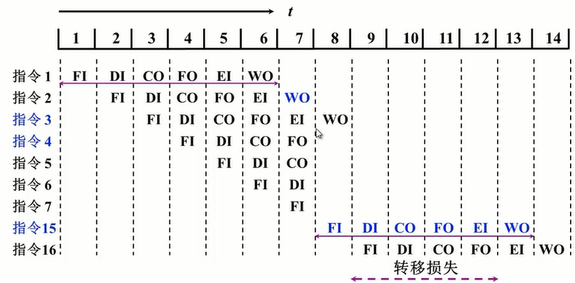 t
1 2 3 4 5 6 7 8 9 10 11 12 13 14
指令1 FI DI CO FO EI WO
指令2 FI DI CO FO EI WO
指令3 FI DI CO FO EI WO
指令4 FI DI CO FO
指令5 FI DI CO
指令6 FI DI
指令7 FI
指令15 FI DI CO FO EI WO
指令16 FI DI CO FO EI WO
转移损失